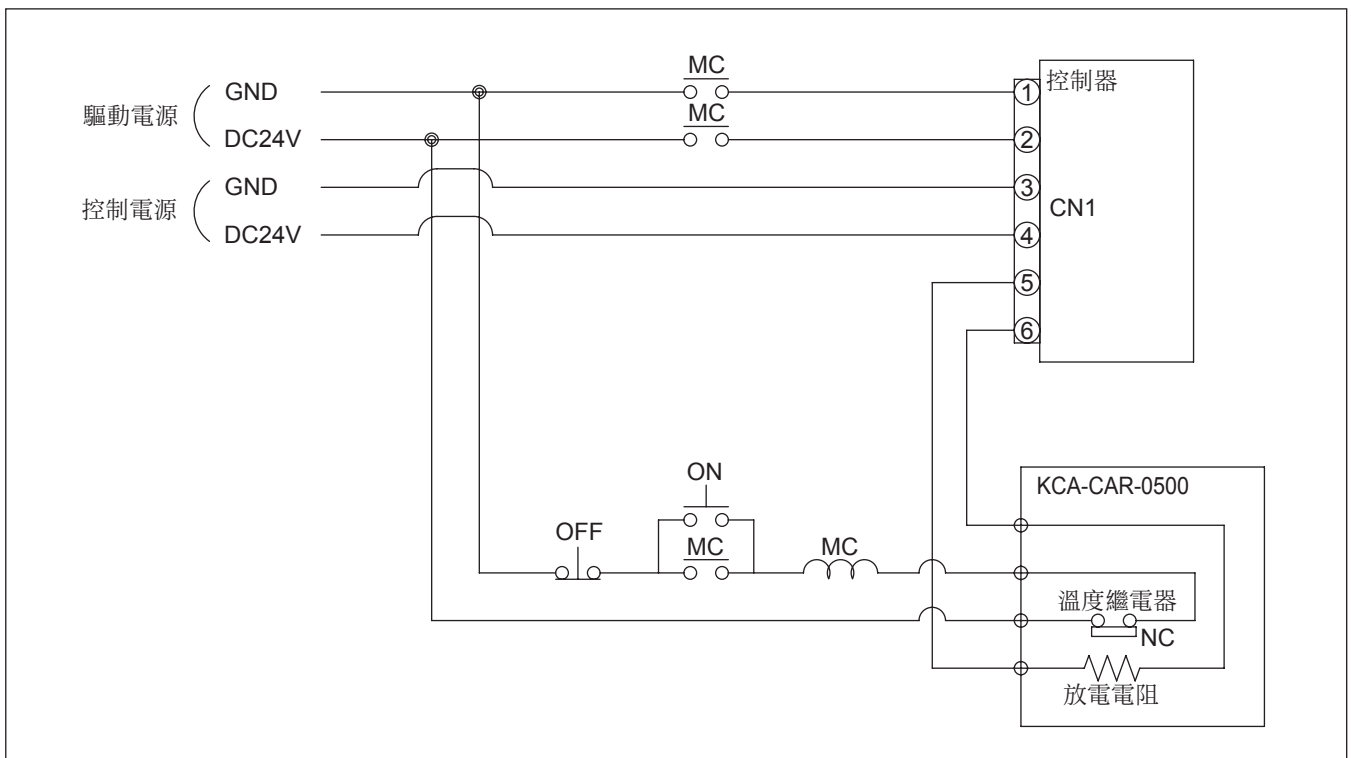 驅動電源
GND
DC24V
控制電源
GND
DC24V
MC
MC
控制器
①
②
③
④
⑤
⑥
CN1
ON
OFF
MC
MC
KCA-CAR-0500
溫度繼電器
NC
放電電阻